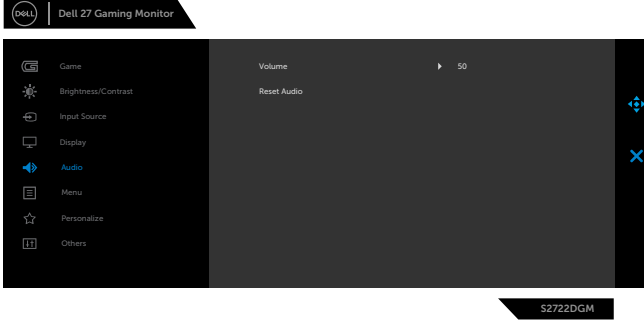 DELL Dell 27 Gaming Monitor
Game
Volume 50
Brightness/Contrast
Reset Audio
Input Source
Display
Audio
Menu
Personalize
Others
S2722DGM